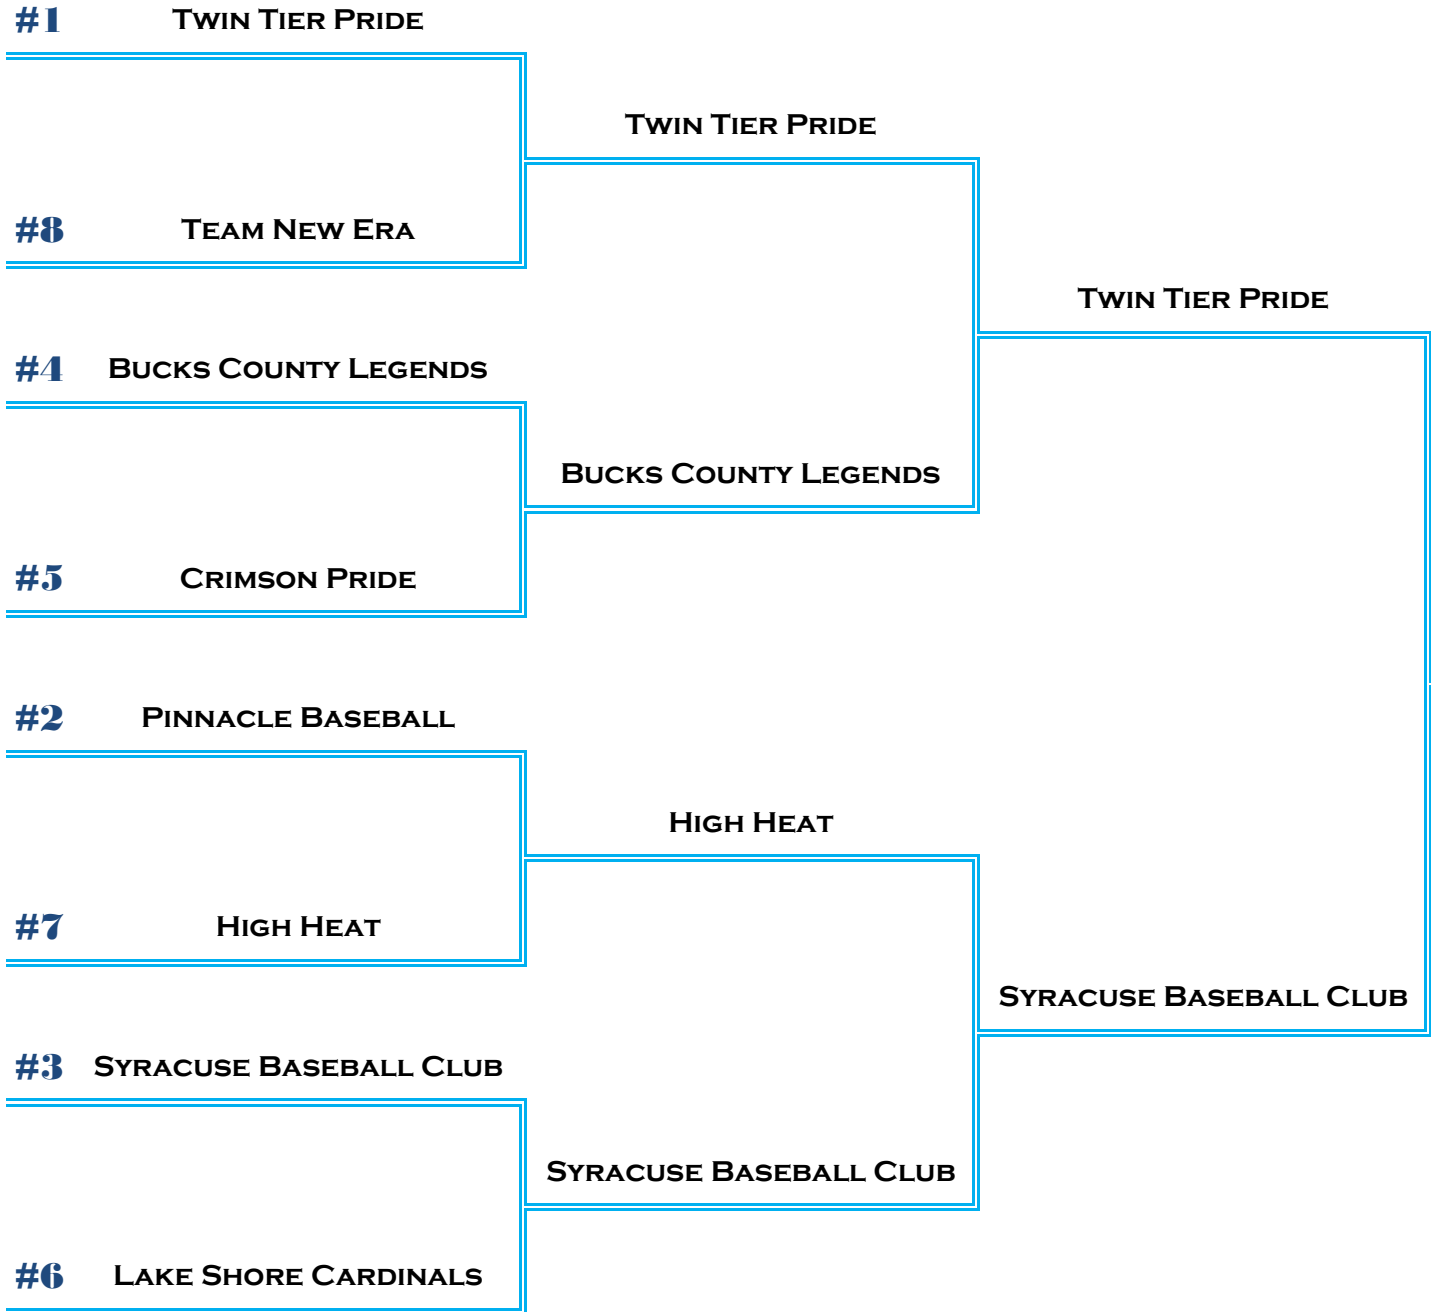 #1 Twin Tier Pride
Twin Tier Pride
#8 Team New Era
Twin Tier Pride
#4 Bucks County Legends
Bucks County Legends
#5 Crimson Pride
#2 Pinnacle Baseball
High Heat
#7 High Heat
Syracuse Baseball Club
#3 Syracuse Baseball Club
Syracuse Baseball Club
#6 Lake Shore Cardinals